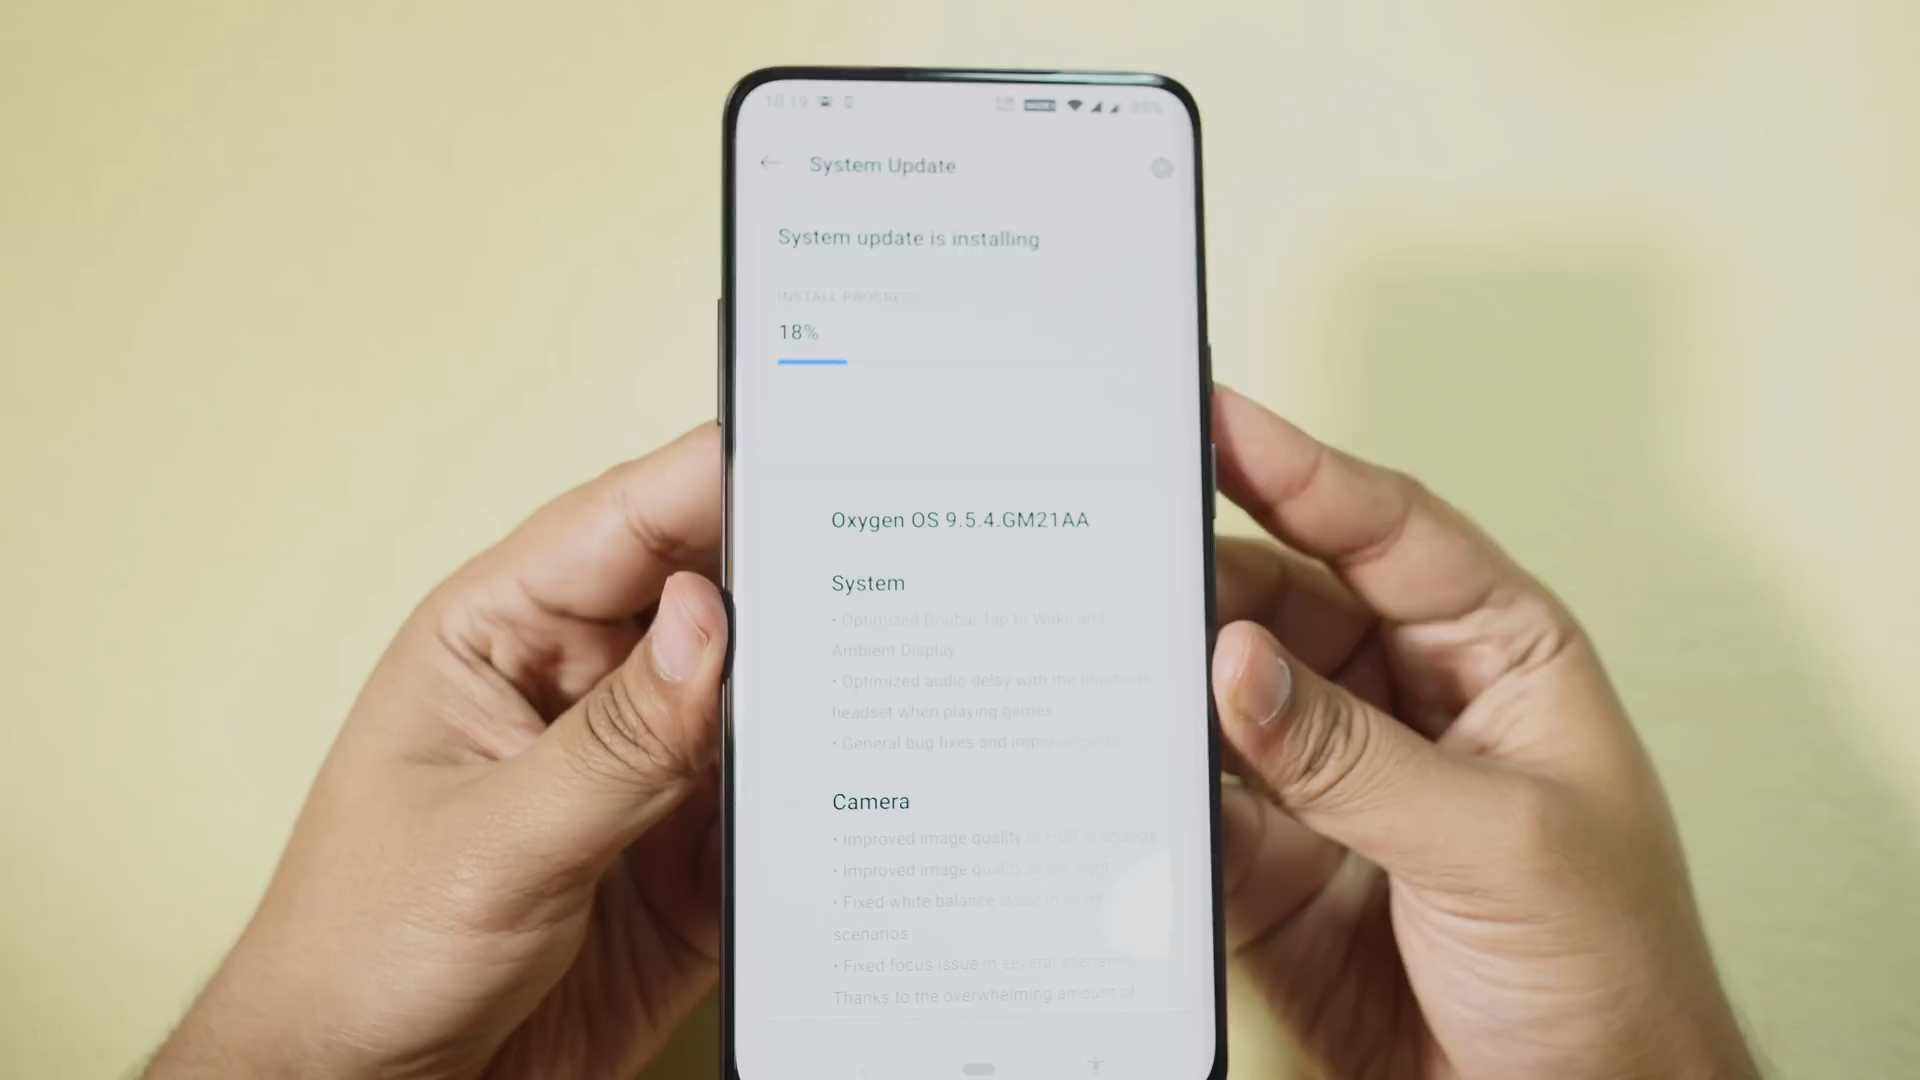 10:19
System Update
System update is installing
INSTALL PROGRESS
18%
Oxygen OS 9.5.4.GM21AA
System
• Optimized Double Tap to Wake and
Ambient Display
• Optimized audio delay with the Bluetooth
headset when playing games
• General bug fixes and improvements
Camera
• Improved image quality in HDR scenarios
• Improved image quality in low light
• Fixed white balance issue in
scenarios
• Fixed focus issue in several scenarios
Thanks to the overwhelming amount of